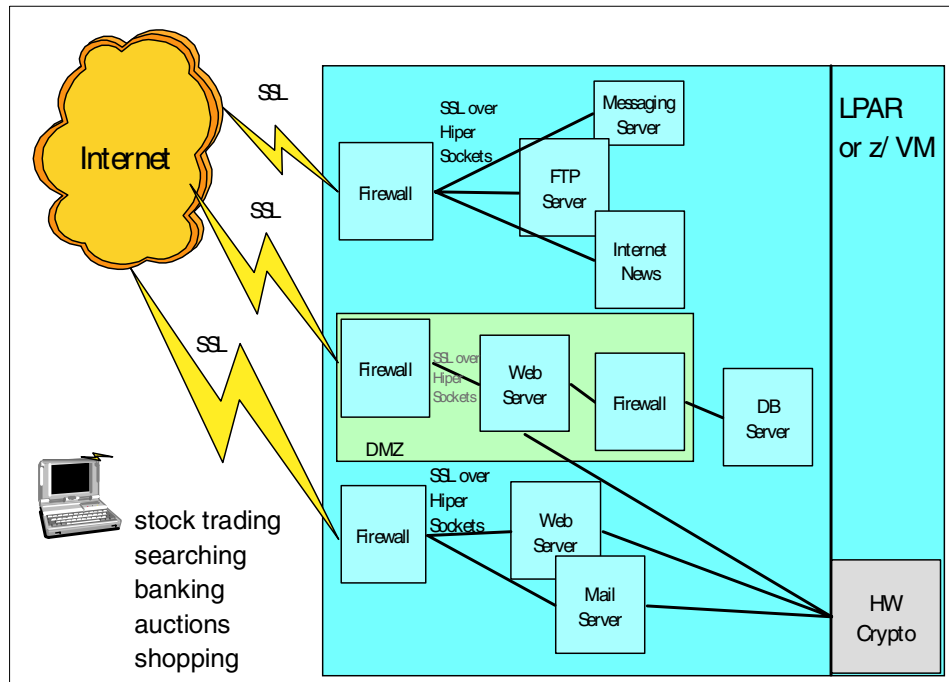 Internet
SSL
SSL
SSL
stock trading
searching
banking
auctions
shopping
Firewall
SSL over
Hiper
Sockets
Messaging
Server
FTP
Server
Internet
News
Firewall
SSL over
Hiper
Sockets
Web
Server
Firewall
DMZ
DB
Server
Firewall
SSL over
Hiper
Sockets
Web
Server
Mail
Server
LPAR
or z/ VM
HW
Crypto